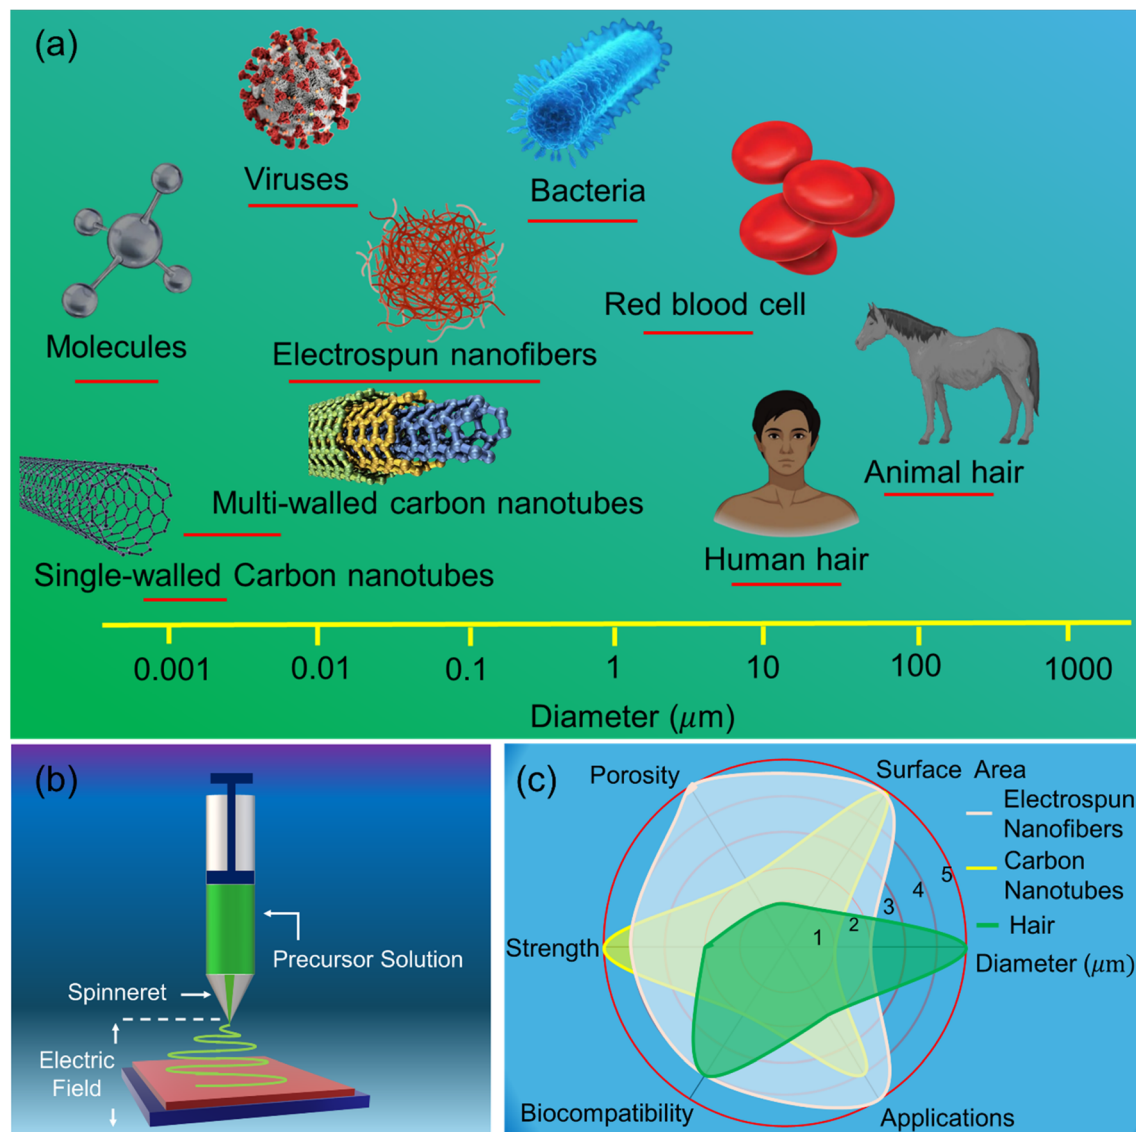 (a)
Viruses
Bacteria
Red blood cell
Molecules
Electrospun nanofibers
Animal hair
Multi-walled carbon nanotubes
Human hair
Single-walled Carbon nanotubes
0.001 0.01 0.1 1 10 100 1000
Diameter (μm)
(b)
Precursor Solution
Spinneret
Electric
Field
(c)
Porosity
Surface Area
Electrospun
Nanofibers
Carbon
Nanotubes
Hair
5
4
3
2
1
Strength
Diameter (μm)
Biocompatibility
Applications